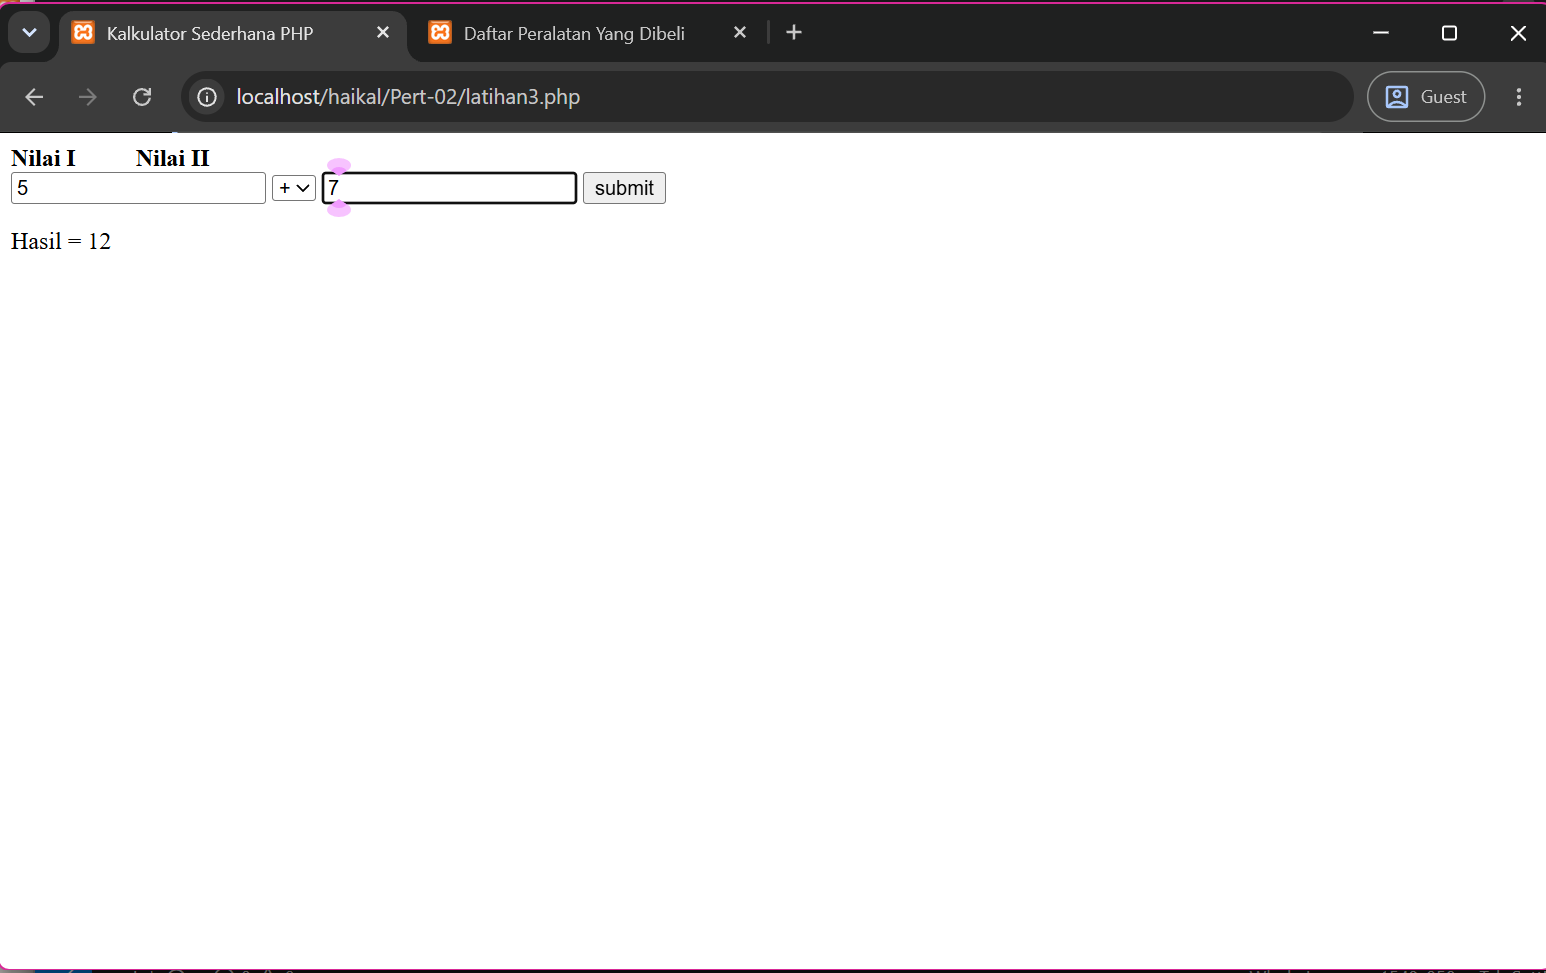 Kalkulator Sederhana PHP
Daftar Peralatan Yang Dibeli
localhost/haikal/Pert-02/latihan3.php
Guest
Nilai I Nilai II
5 + 7 submit
Hasil = 12